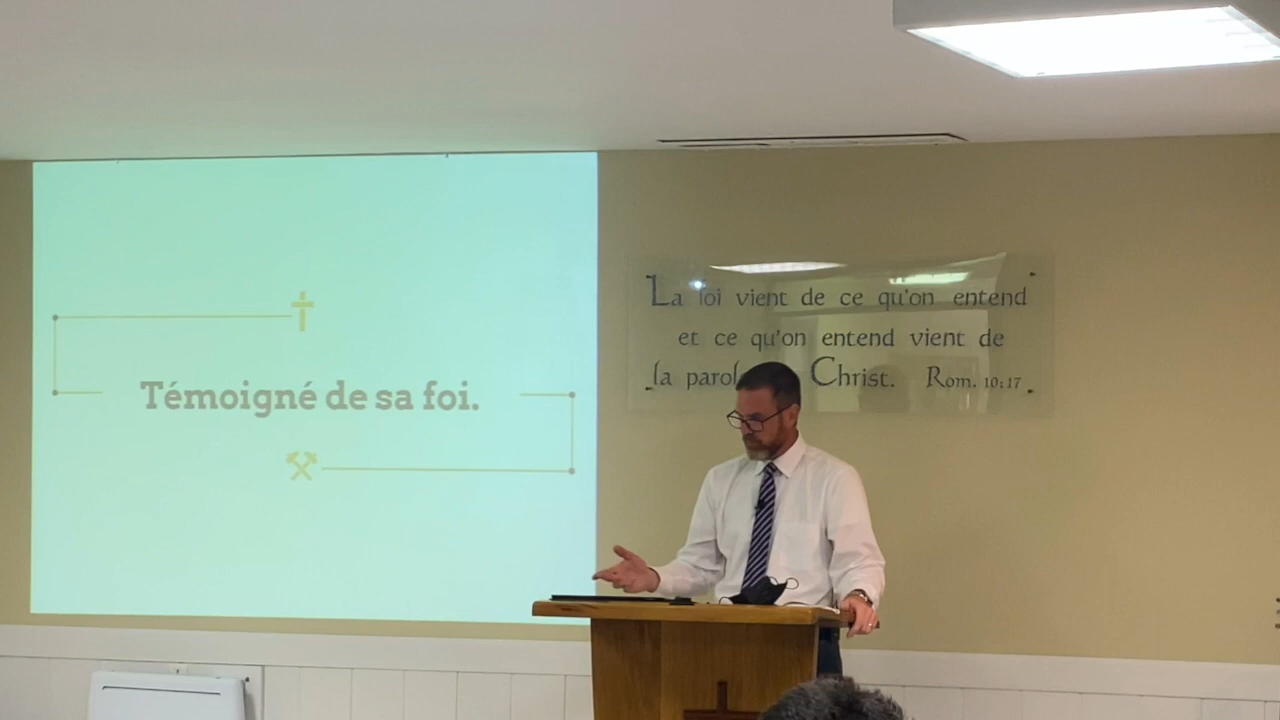 Témoigné de sa foi.
La foi vient de ce qu'on entend
et ce qu'on entend vient de
la parol Christ. Rom. 10:17